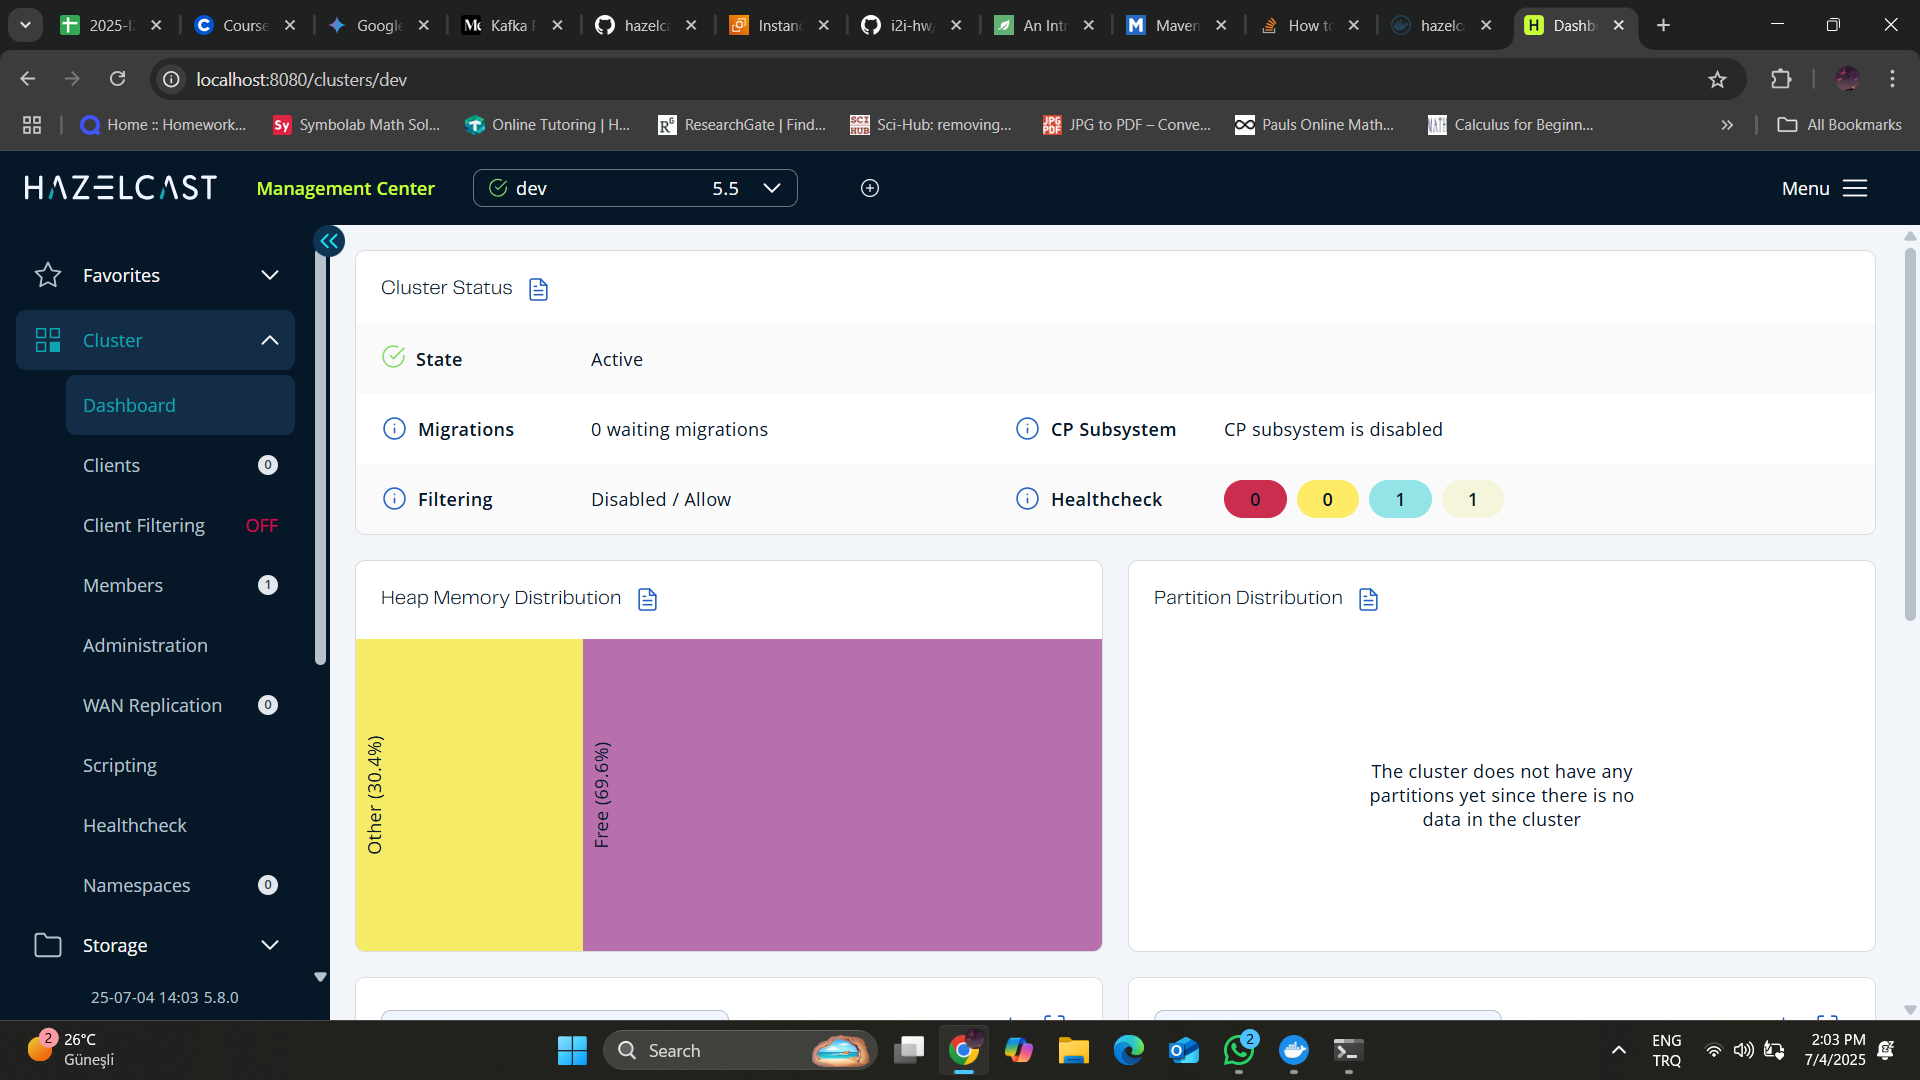 2025-I
Course
Google
Kafka
hazelc
Instan
i2i-hw
An Int
Maven
How to
hazelc
Dashb
localhost:8080/clusters/dev
Home :: Homework...
Symbolab Math Sol...
Online Tutoring | H...
ResearchGate | Find...
Sci-Hub: removing...
JPG to PDF – Conve...
Pauls Online Math...
Calculus for Beginn...
All Bookmarks
HAZELCAST
Management Center
dev 5.5
Menu
Favorites
Cluster
Dashboard
Clients 0
Client Filtering OFF
Members 1
Administration
WAN Replication 0
Scripting
Healthcheck
Namespaces 0
Storage
25-07-04 14:03 5.8.0
Cluster Status
State Active
Migrations 0 waiting migrations
CP Subsystem CP subsystem is disabled
Filtering Disabled / Allow
Healthcheck 0 0 1 1
Heap Memory Distribution
Other (30.4%)
Free (69.6%)
Partition Distribution
The cluster does not have any
partitions yet since there is no
data in the cluster
2
26°C
Güneşli
Search
2
ENG
TRQ
2:03 PM
7/4/2025